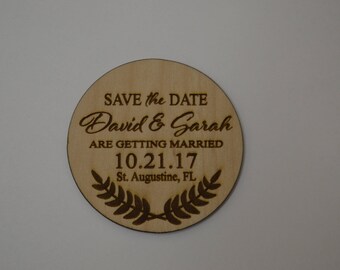 SAVE the DATE
David & Sarah
ARE GETTING MARRIED
10.21.17
St. Augustine, FL